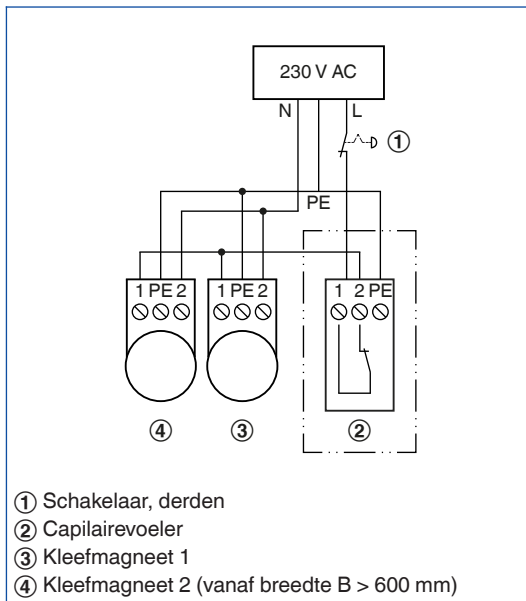 230 V AC
N L
①
PE
1 PE 2 1 PE 2 1 2 PE
④ ③ ②
① Schakelaar, derden
② Capilairevoeler
③ Kleefmagneet 1
④ Kleefmagneet 2 (vanaf breedte B > 600 mm)